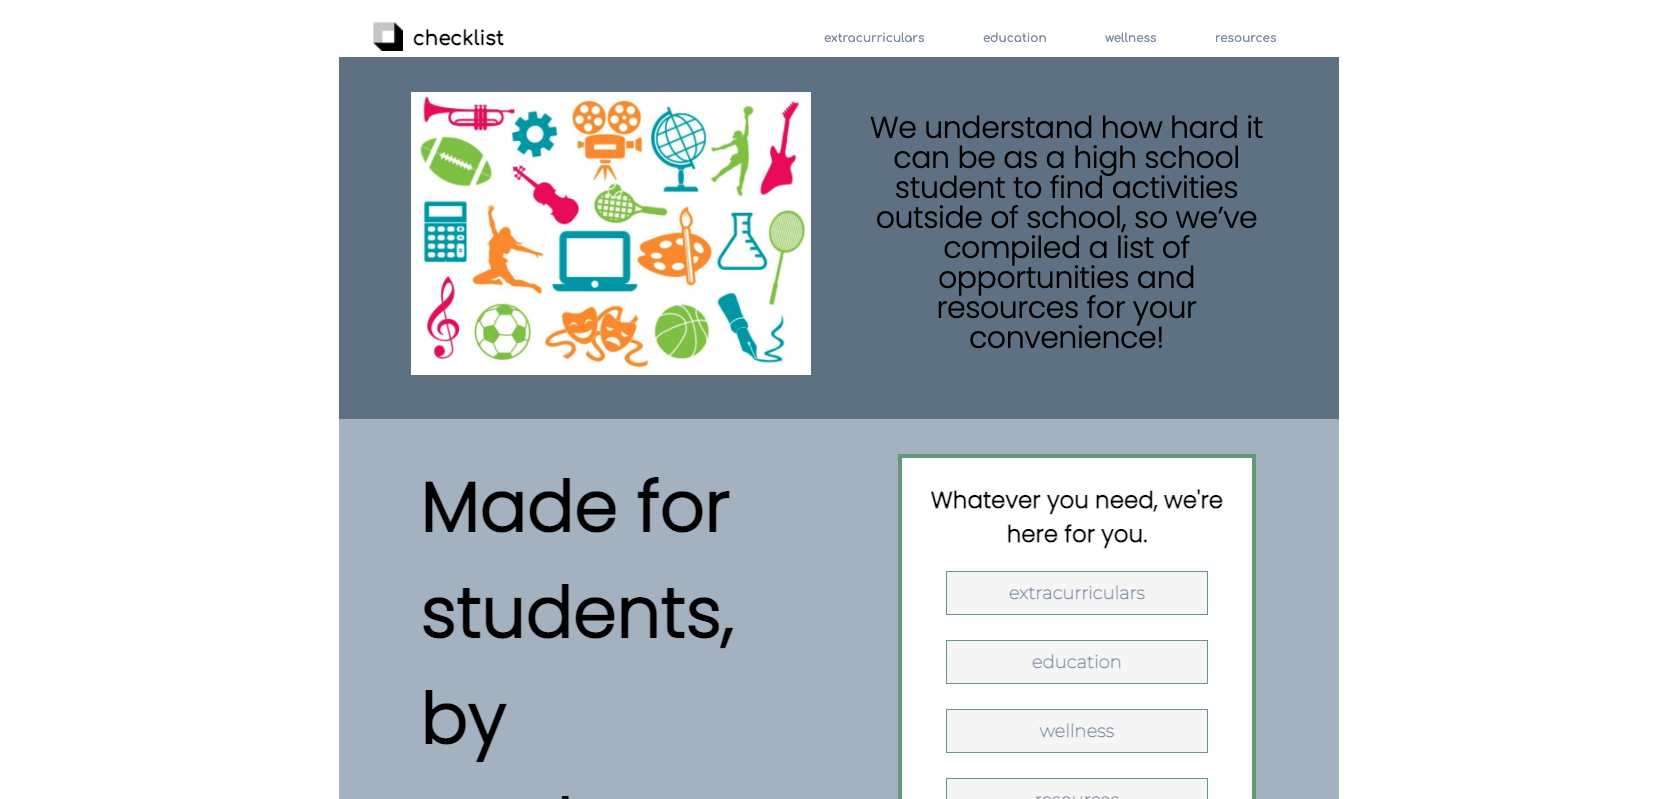 checklist
extracurriculars
education
wellness
resources
We understand how hard it
can be as a high school
student to find activities
outside of school, so we’ve
compiled a list of
opportunities and
resources for your
convenience!
Made for
students,
by
Whatever you need, we're
here for you.
extracurriculars
education
wellness
resources